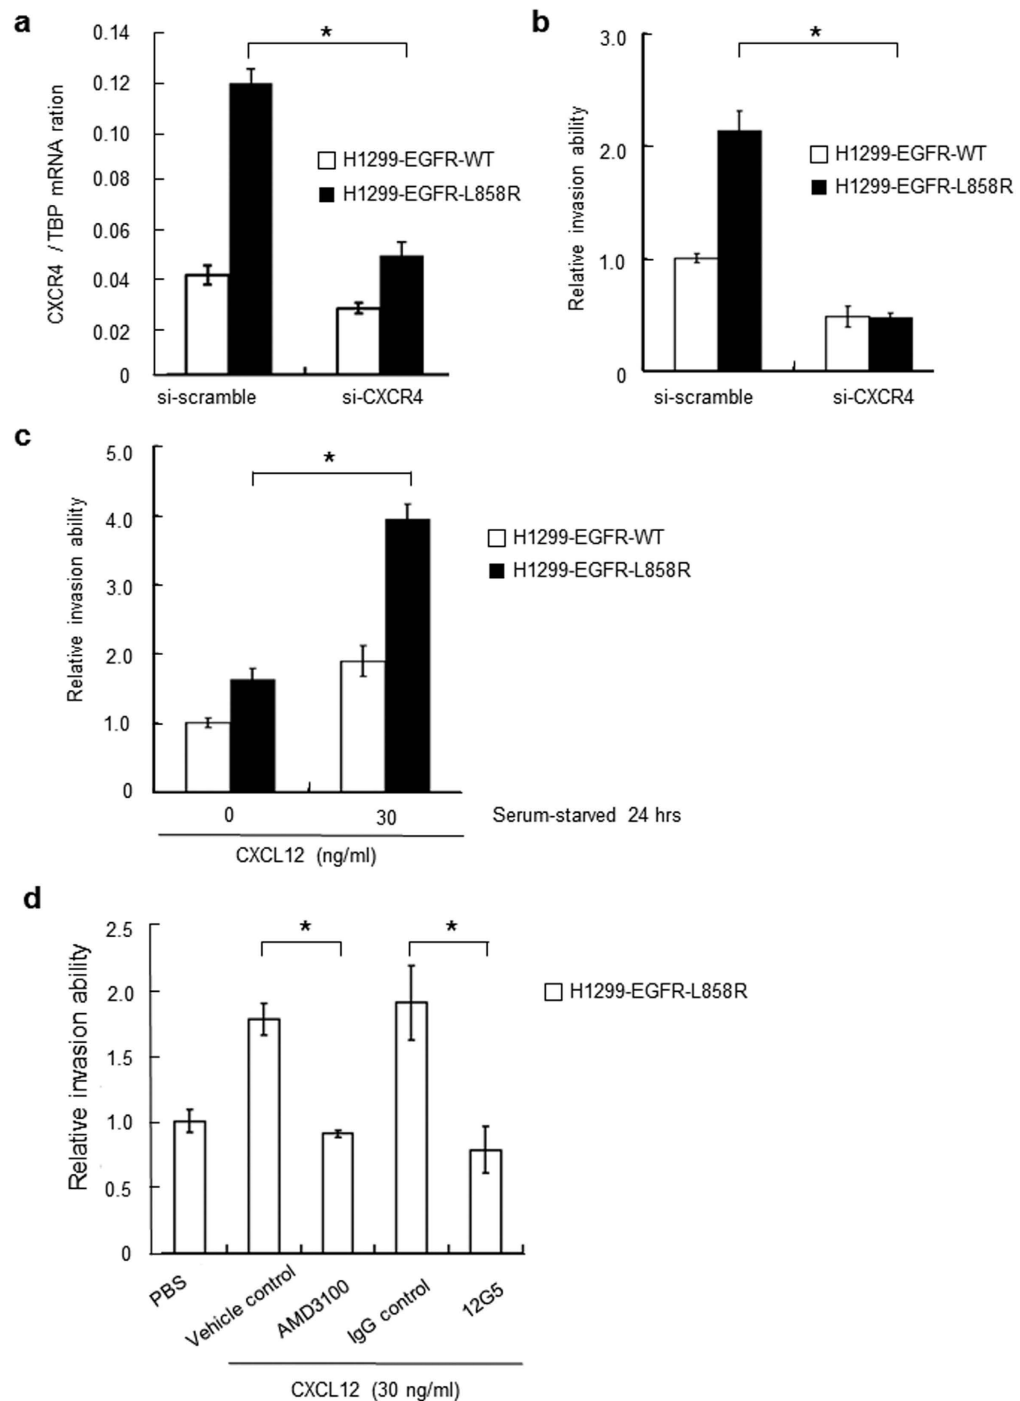 a
CXCR4 / TBP mRNA ration
0.14
0.12
0.10
0.08
0.06
0.04
0.02
0
*
H1299-EGFR-WT
H1299-EGFR-L858R
si-scramble si-CXCR4
b
Relative invasion ability
3.0
2.0
1.0
0
*
H1299-EGFR-WT
H1299-EGFR-L858R
si-scramble si-CXCR4
c
Relative invasion ability
5.0
4.0
3.0
2.0
1.0
0
*
H1299-EGFR-WT
H1299-EGFR-L858R
0 30 Serum-starved 24 hrs
CXCL12 (ng/ml)
d
Relative invasion ability
2.5
2.0
1.5
1.0
0.5
0
* *
H1299-EGFR-L858R
PBS
Vehicle control
AMD3100
IgG control
12G5
CXCL12 (30 ng/ml)